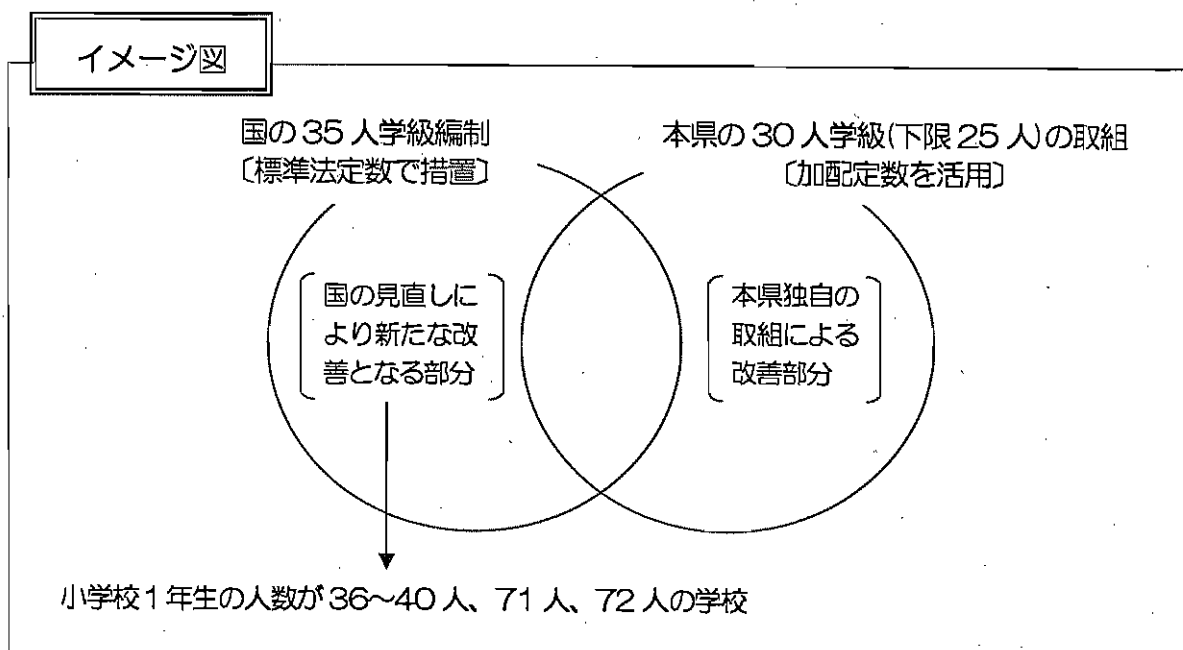 イメージ図
国の35人学級編制
〔標準法定数で措置〕
本県の30人学級(下限25人)の取組
〔加配定数を活用〕
国の見直しに
より新たな改
善となる部分
本県独自の
取組による
改善部分
小学校1年生の人数が36～40人、71人、72人の学校